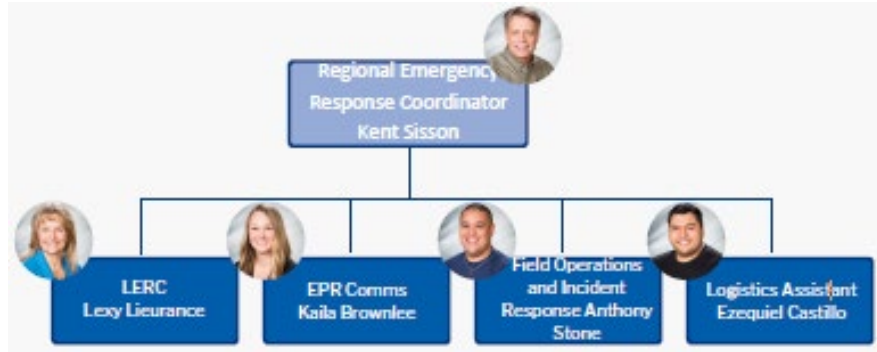 Regional Emergency
Response Coordinator
Kent Sisson
LERC
Lexy Lieurance
EPR Comms
Kaila Brownlee
Field Operations
and Incident
Response Anthony
Stone
Logistics Assistant
Ezequiel Castillo